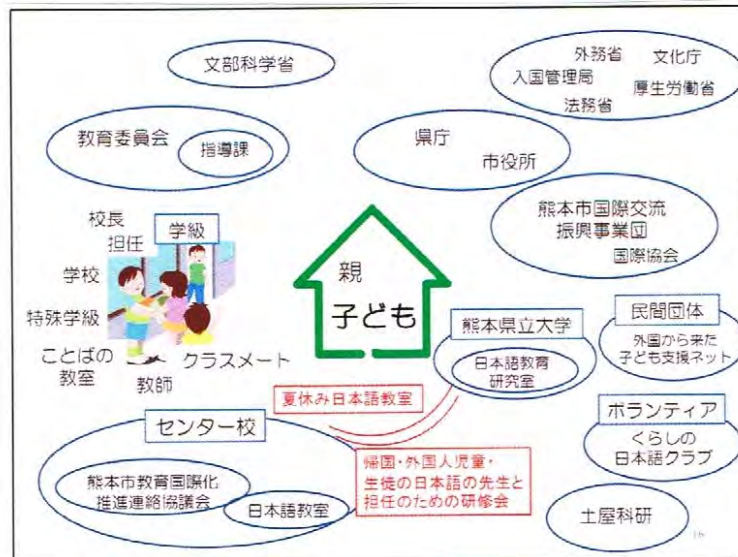 文部科学省
外務省 文化庁
入国管理局 厚生労働省
法務省
教育委員会
指導課
県庁
市役所
熊本市国際交流
振興事業団
国際協会
校長
担任
学級
学校
特殊学級
ことばの
教室
教師
クラスメート
親
子ども
熊本県立大学
日本語教育
研究室
民間団体
外国から来た
子ども支援ネット
夏休み日本語教室
センター校
熊本市教育国際化
推進連絡協議会
日本語教室
帰国・外国人児童・
生徒の日本語の先生と
担任のための研修会
ボランティア
くらしの
日本語クラブ
土屋科研